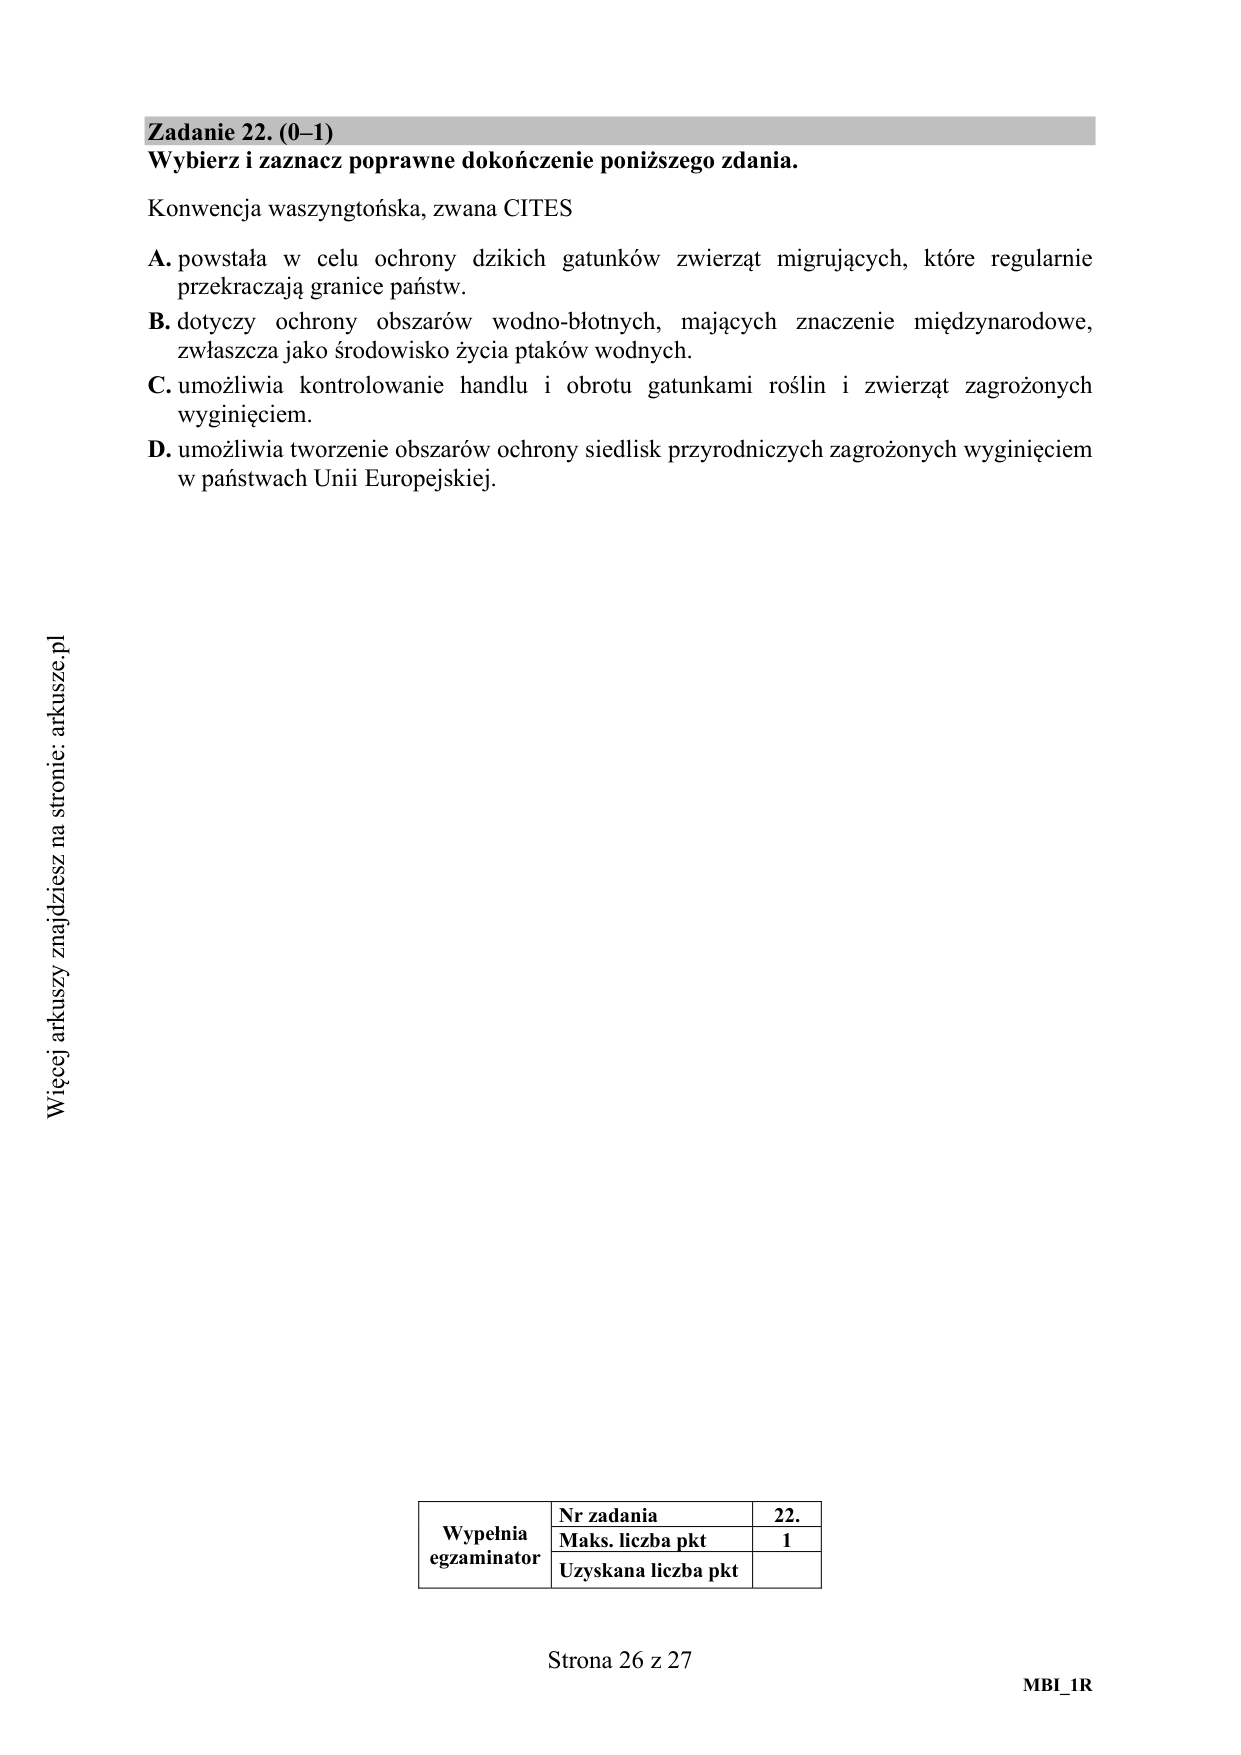 Zadanie 22. (0–1)
Wybierz i zaznacz poprawne dokończenie poniższego zdania.
Konwencja waszyngtońska, zwana CITES
A. powstała w celu ochrony dzikich gatunków zwierząt migrujących, które regularnie
przekraczają granice państw.
B. dotyczy ochrony obszarów wodno-błotnych, mających znaczenie międzynarodowe,
zwłaszcza jako środowisko życia ptaków wodnych.
C. umożliwia kontrolowanie handlu i obrotu gatunkami roślin i zwierząt zagrożonych
wyginięciem.
D. umożliwia tworzenie obszarów ochrony siedlisk przyrodniczych zagrożonych wyginięciem
w państwach Unii Europejskiej.
Więcej arkuszy znajdziesz na stronie: arkusze.pl
Wypełnia
egzaminator
Nr zadania 22.
Maks. liczba pkt 1
Uzyskana liczba pkt
Strona 26 z 27
MBI_1R